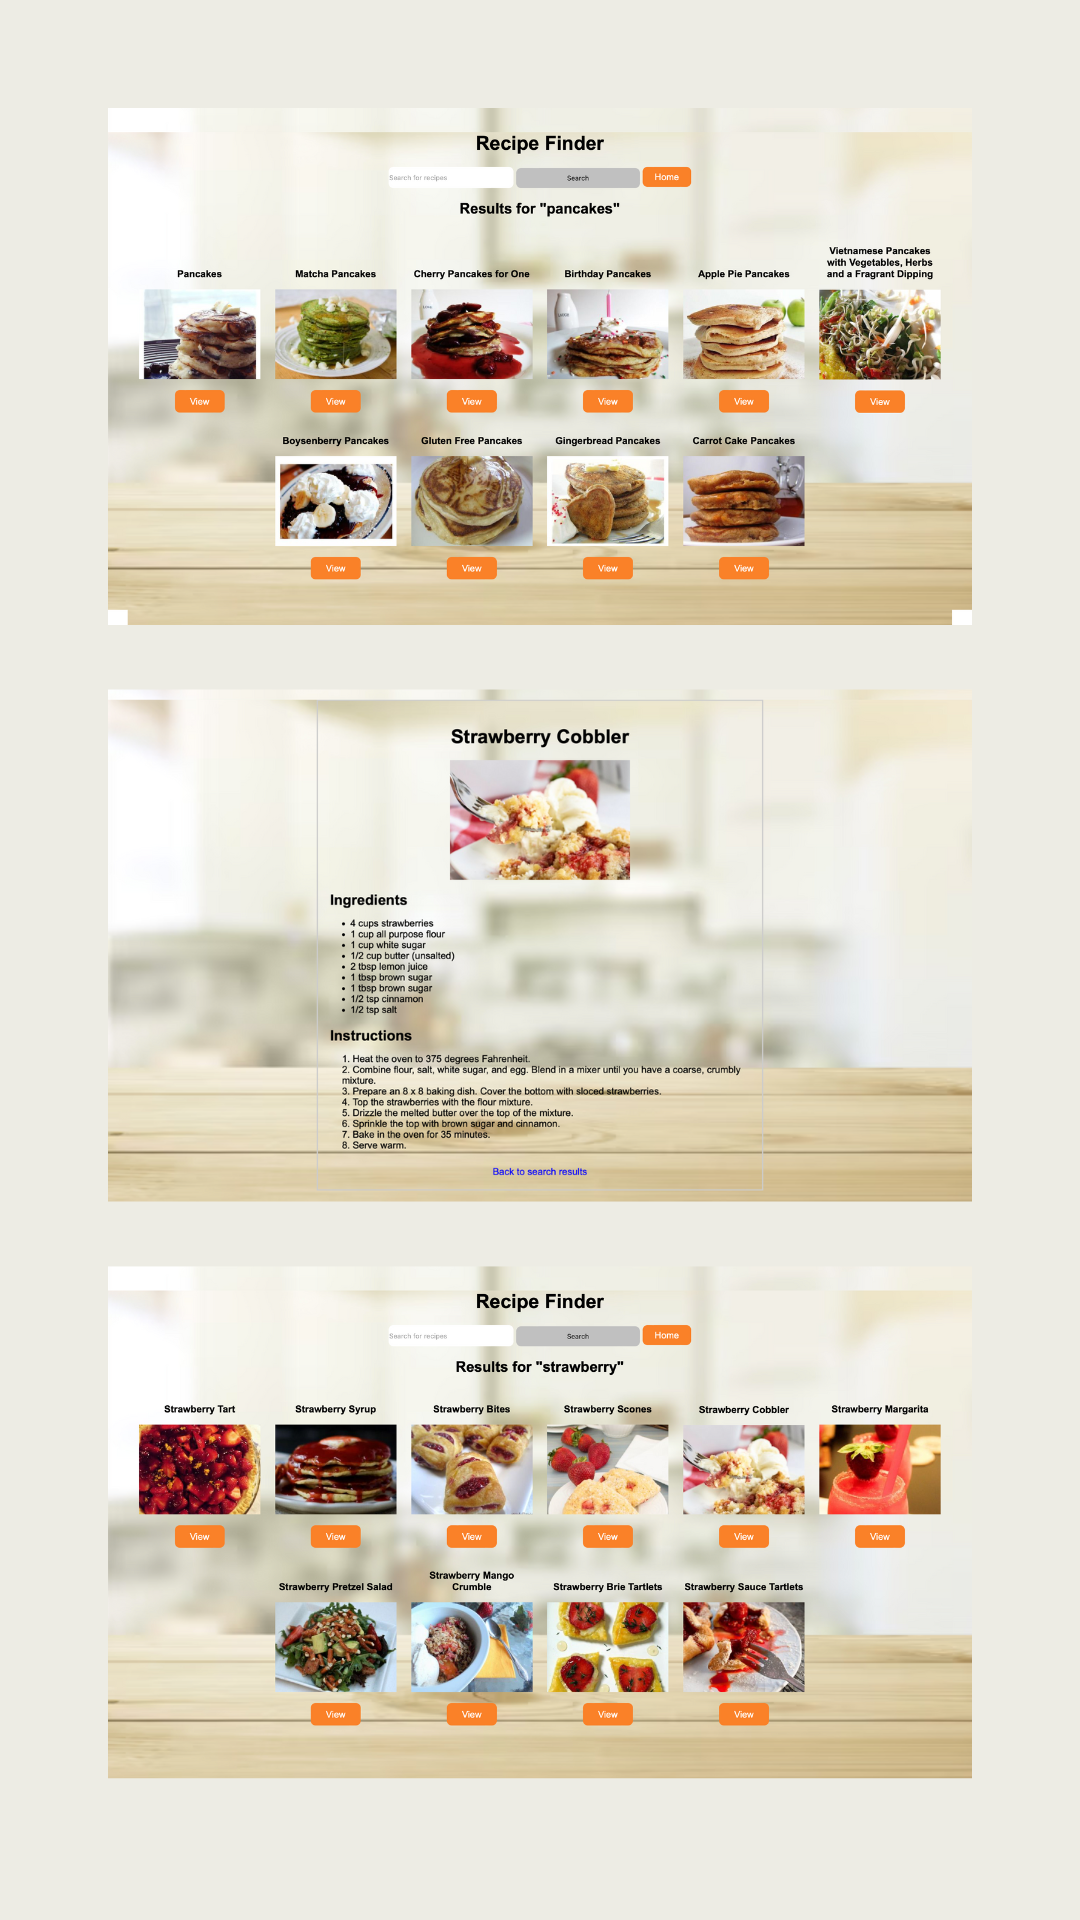 Recipe Finder
Search for recipes
Search
Home
Results for "pancakes"
Pancakes
Matcha Pancakes
Cherry Pancakes for One
Birthday Pancakes
Apple Pie Pancakes
Vietnamese Pancakes
with Vegetables, Herbs
and a Fragrant Dipping
View
View
View
View
View
View
Boysenberry Pancakes
Gluten Free Pancakes
Gingerbread Pancakes
Carrot Cake Pancakes
View
View
View
View
Strawberry Cobbler
Ingredients
• 4 cups strawberries
• 1 cup all purpose flour
• 1 cup white sugar
• 1/2 cup butter (unsalted)
• 2 tbsp lemon juice
• 1 tbsp brown sugar
• 1 tbsp brown sugar
• 1/2 tsp cinnamon
• 1/2 tsp salt
Instructions
1. Heat the oven to 375 degrees Fahrenheit.
2. Combine flour, salt, white sugar, and egg. Blend in a mixer until you have a coarse, crumbly
mixture.
3. Prepare an 8 x 8 baking dish. Cover the bottom with sloced strawberries.
4. Top the strawberries with the flour mixture.
5. Drizzle the melted butter over the top of the mixture.
6. Sprinkle the top with brown sugar and cinnamon.
7. Bake in the oven for 35 minutes.
8. Serve warm.
Back to search results
Recipe Finder
Search for recipes
Search
Home
Results for "strawberry"
Strawberry Tart
Strawberry Syrup
Strawberry Bites
Strawberry Scones
Strawberry Cobbler
Strawberry Margarita
View
View
View
View
View
View
Strawberry Pretzel Salad
Strawberry Mango
Crumble
Strawberry Brie Tartlets
Strawberry Sauce Tartlets
View
View
View
View